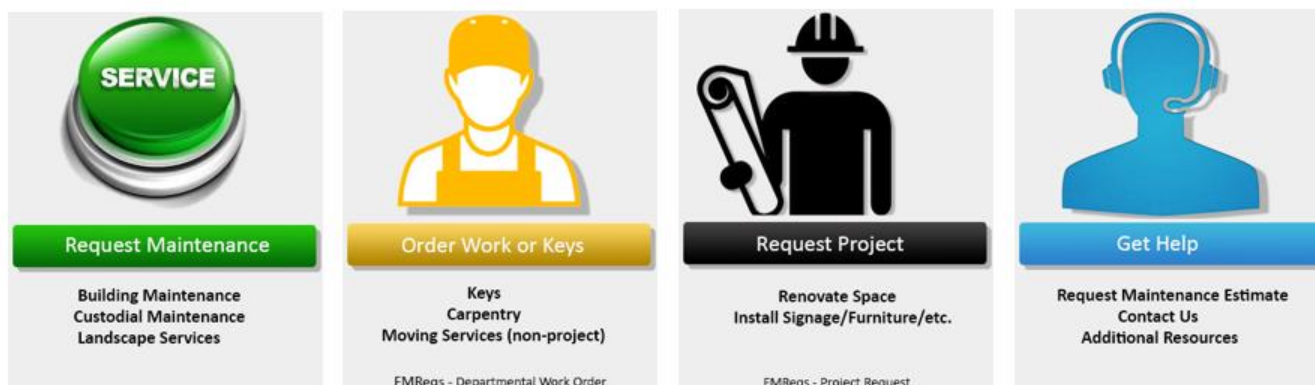 SERVICE
Request Maintenance
Building Maintenance
Custodial Maintenance
Landscape Services
Order Work or Keys
Keys
Carpentry
Moving Services (non-project)
FMReqs - Departmental Work Order
Request Project
Renovate Space
Install Signage/Furniture/etc.
FMReqs - Project Request
Get Help
Request Maintenance Estimate
Contact Us
Additional Resources